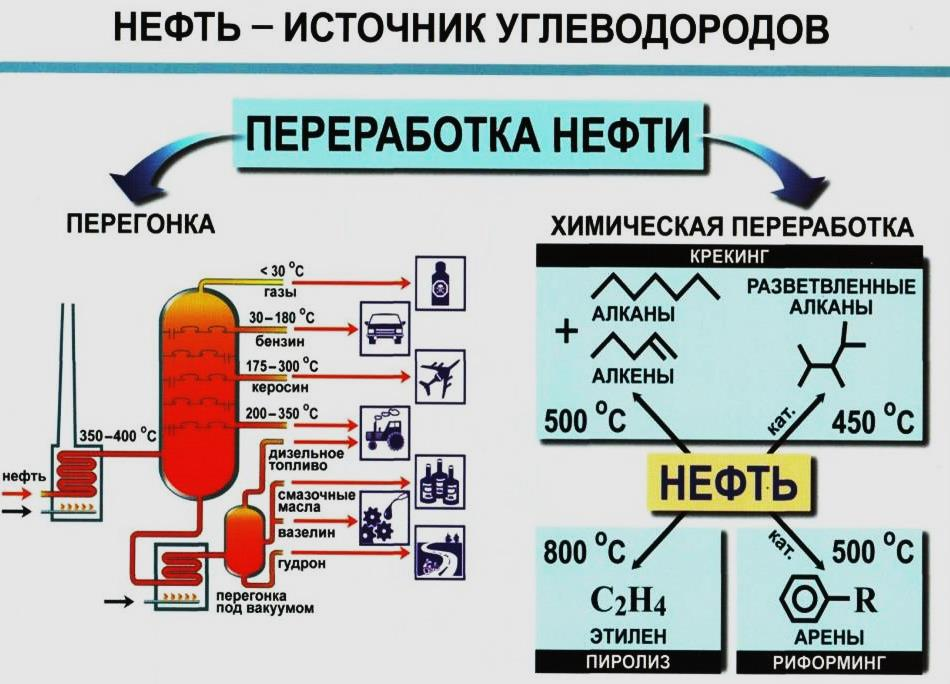 НЕФТЬ – ИСТОЧНИК УГЛЕВОДОРОДОВ
ПЕРЕРАБОТКА НЕФТИ
ПЕРЕГОНКА
< 30 °C
газы
30–180 °C
бензин
175–300 °C
керосин
200–350 °C
дизельное
топливо
350–400 °C
нефть
смазочные
масла
вазелин
гудрон
перегонка
под вакуумом
ХИМИЧЕСКАЯ ПЕРЕРАБОТКА
КРЕКИНГ
АЛКАНЫ
+
АЛКЕНЫ
500 °C
РАЗВЕТВЛЕННЫЕ
АЛКАНЫ
кат.
450 °C
НЕФТЬ
800 °C
C2H4
ЭТИЛЕН
ПИРОЛИЗ
кат.
500 °C
R
АРЕНЫ
РИФОРМИНГ